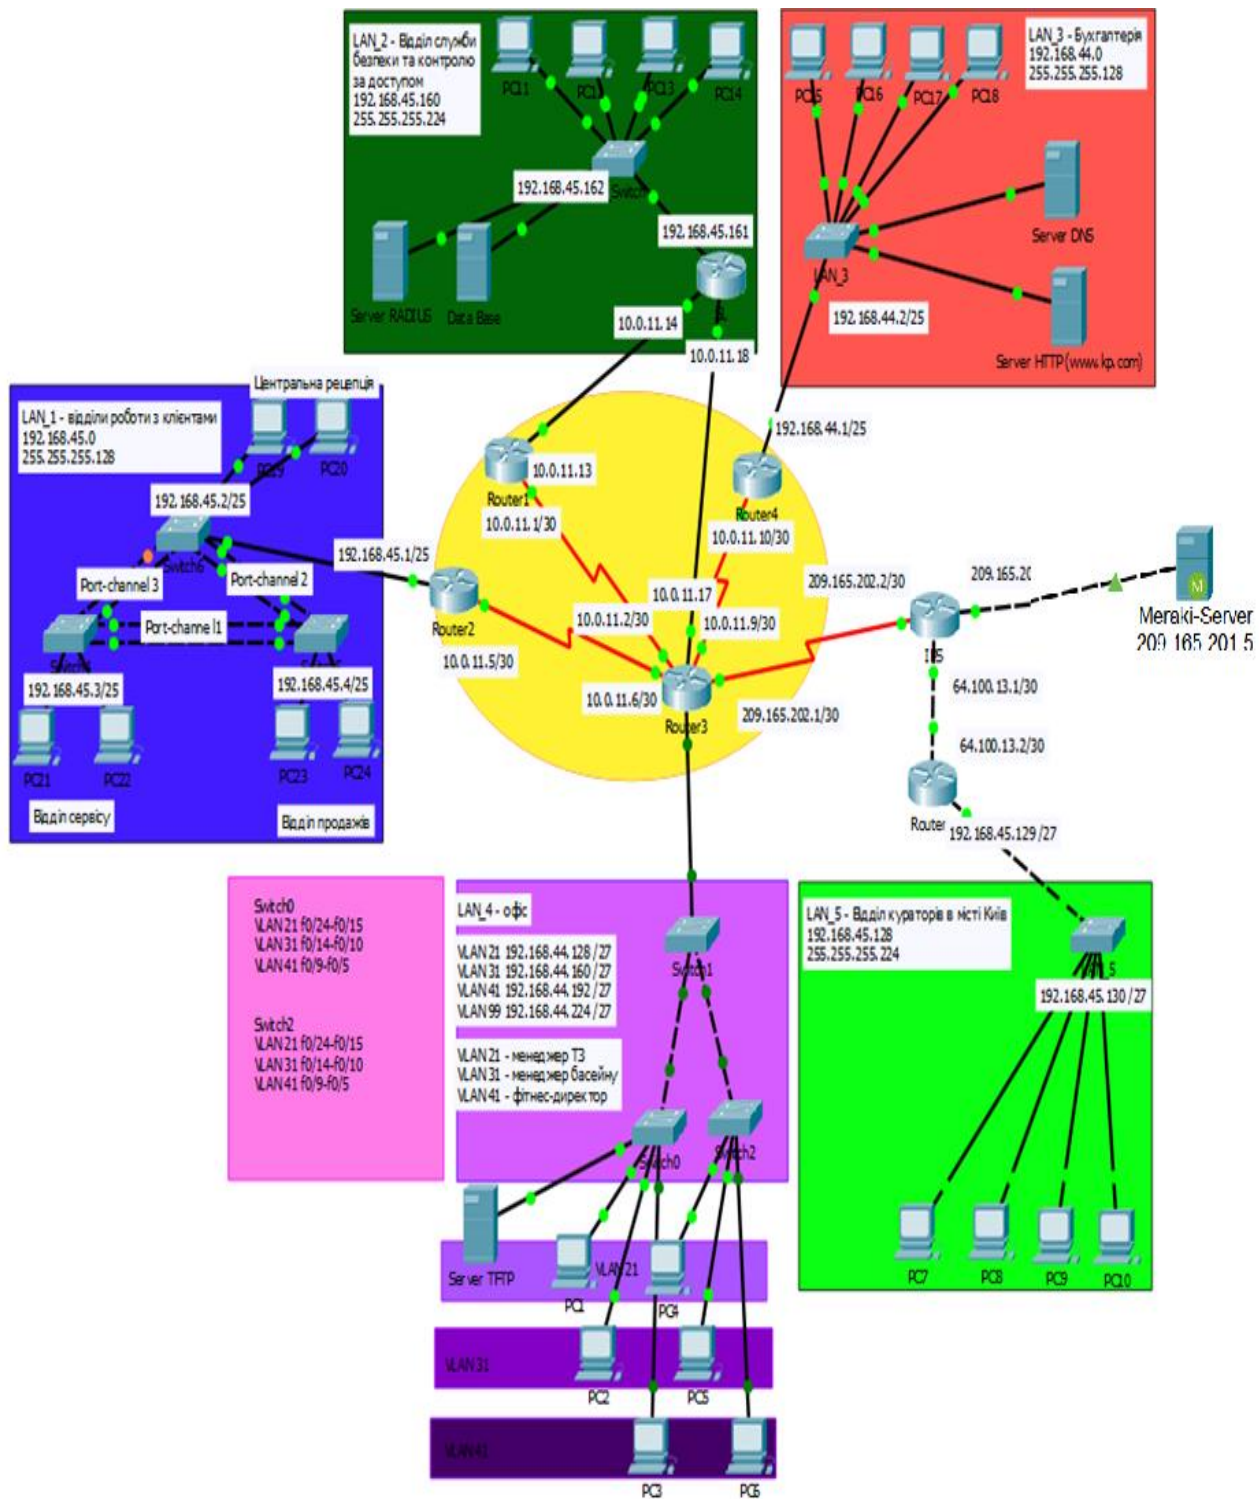 LAN_2 - Відділ служби
безпеки та контролю
за доступом
192.168.45.160
255.255.255.224
PC11
PC13
PC14
192.168.45.162
Switch
192.168.45.161
Server RADIUS
Data Base
10.0.11.14
10.0.11.18
LAN_3 - Бухгалтерія
192.168.44.0
255.255.255.128
PC15
PC16
PC17
PC18
Server DNS
LAN_3
192.168.44.2/25
Server HTTP (www.kp.com)
Центральна рецепція
LAN_1 - відділи роботи з клієнтами
192.168.45.0
255.255.255.128
PC19
PC20
192.168.45.2/25
Switch6
Port-channel 3
Port-channel 2
Port-channel1
192.168.45.3/25
192.168.45.4/25
PC21
PC22
PC23
PC24
Відділ сервісу
Відділ продажів
192.168.44.1/25
10.0.11.13
Router1
Router4
10.0.11.1/30
10.0.11.10/30
192.168.45.1/25
Router2
10.0.11.5/30
10.0.11.17
10.0.11.2/30
10.0.11.9/30
10.0.11.6/30
Router3
209.165.202.1/30
209.165.202.2/30
209.165.20
M
Meraki-Server
209.165.201.5
64.100.13.1/30
64.100.13.2/30
Router
192.168.45.129/27
Switch0
VLAN 21 f0/24-f0/15
VLAN 31 f0/14-f0/10
VLAN 41 f0/9-f0/5
Switch2
VLAN 21 f0/24-f0/15
VLAN 31 f0/14-f0/10
VLAN 41 f0/9-f0/5
LAN_4 - офіс
VLAN 21 192.168.44.128/27
VLAN 31 192.168.44.160/27
VLAN 41 192.168.44.192/27
VLAN 99 192.168.44.224/27
VLAN 21 - менеджер ТЗ
VLAN 31 - менеджер басейну
VLAN 41 - фітнес-директор
Switch1
Switch0
Switch2
Server TFTP
VLAN 21
PC1
PC4
VLAN 31
PC2
PC5
VLAN 41
PC3
PC6
LAN_5 - Відділ кураторів в місті Київ
192.168.45.128
255.255.255.224
192.168.45.130/27
PC7
PC8
PC9
PC10